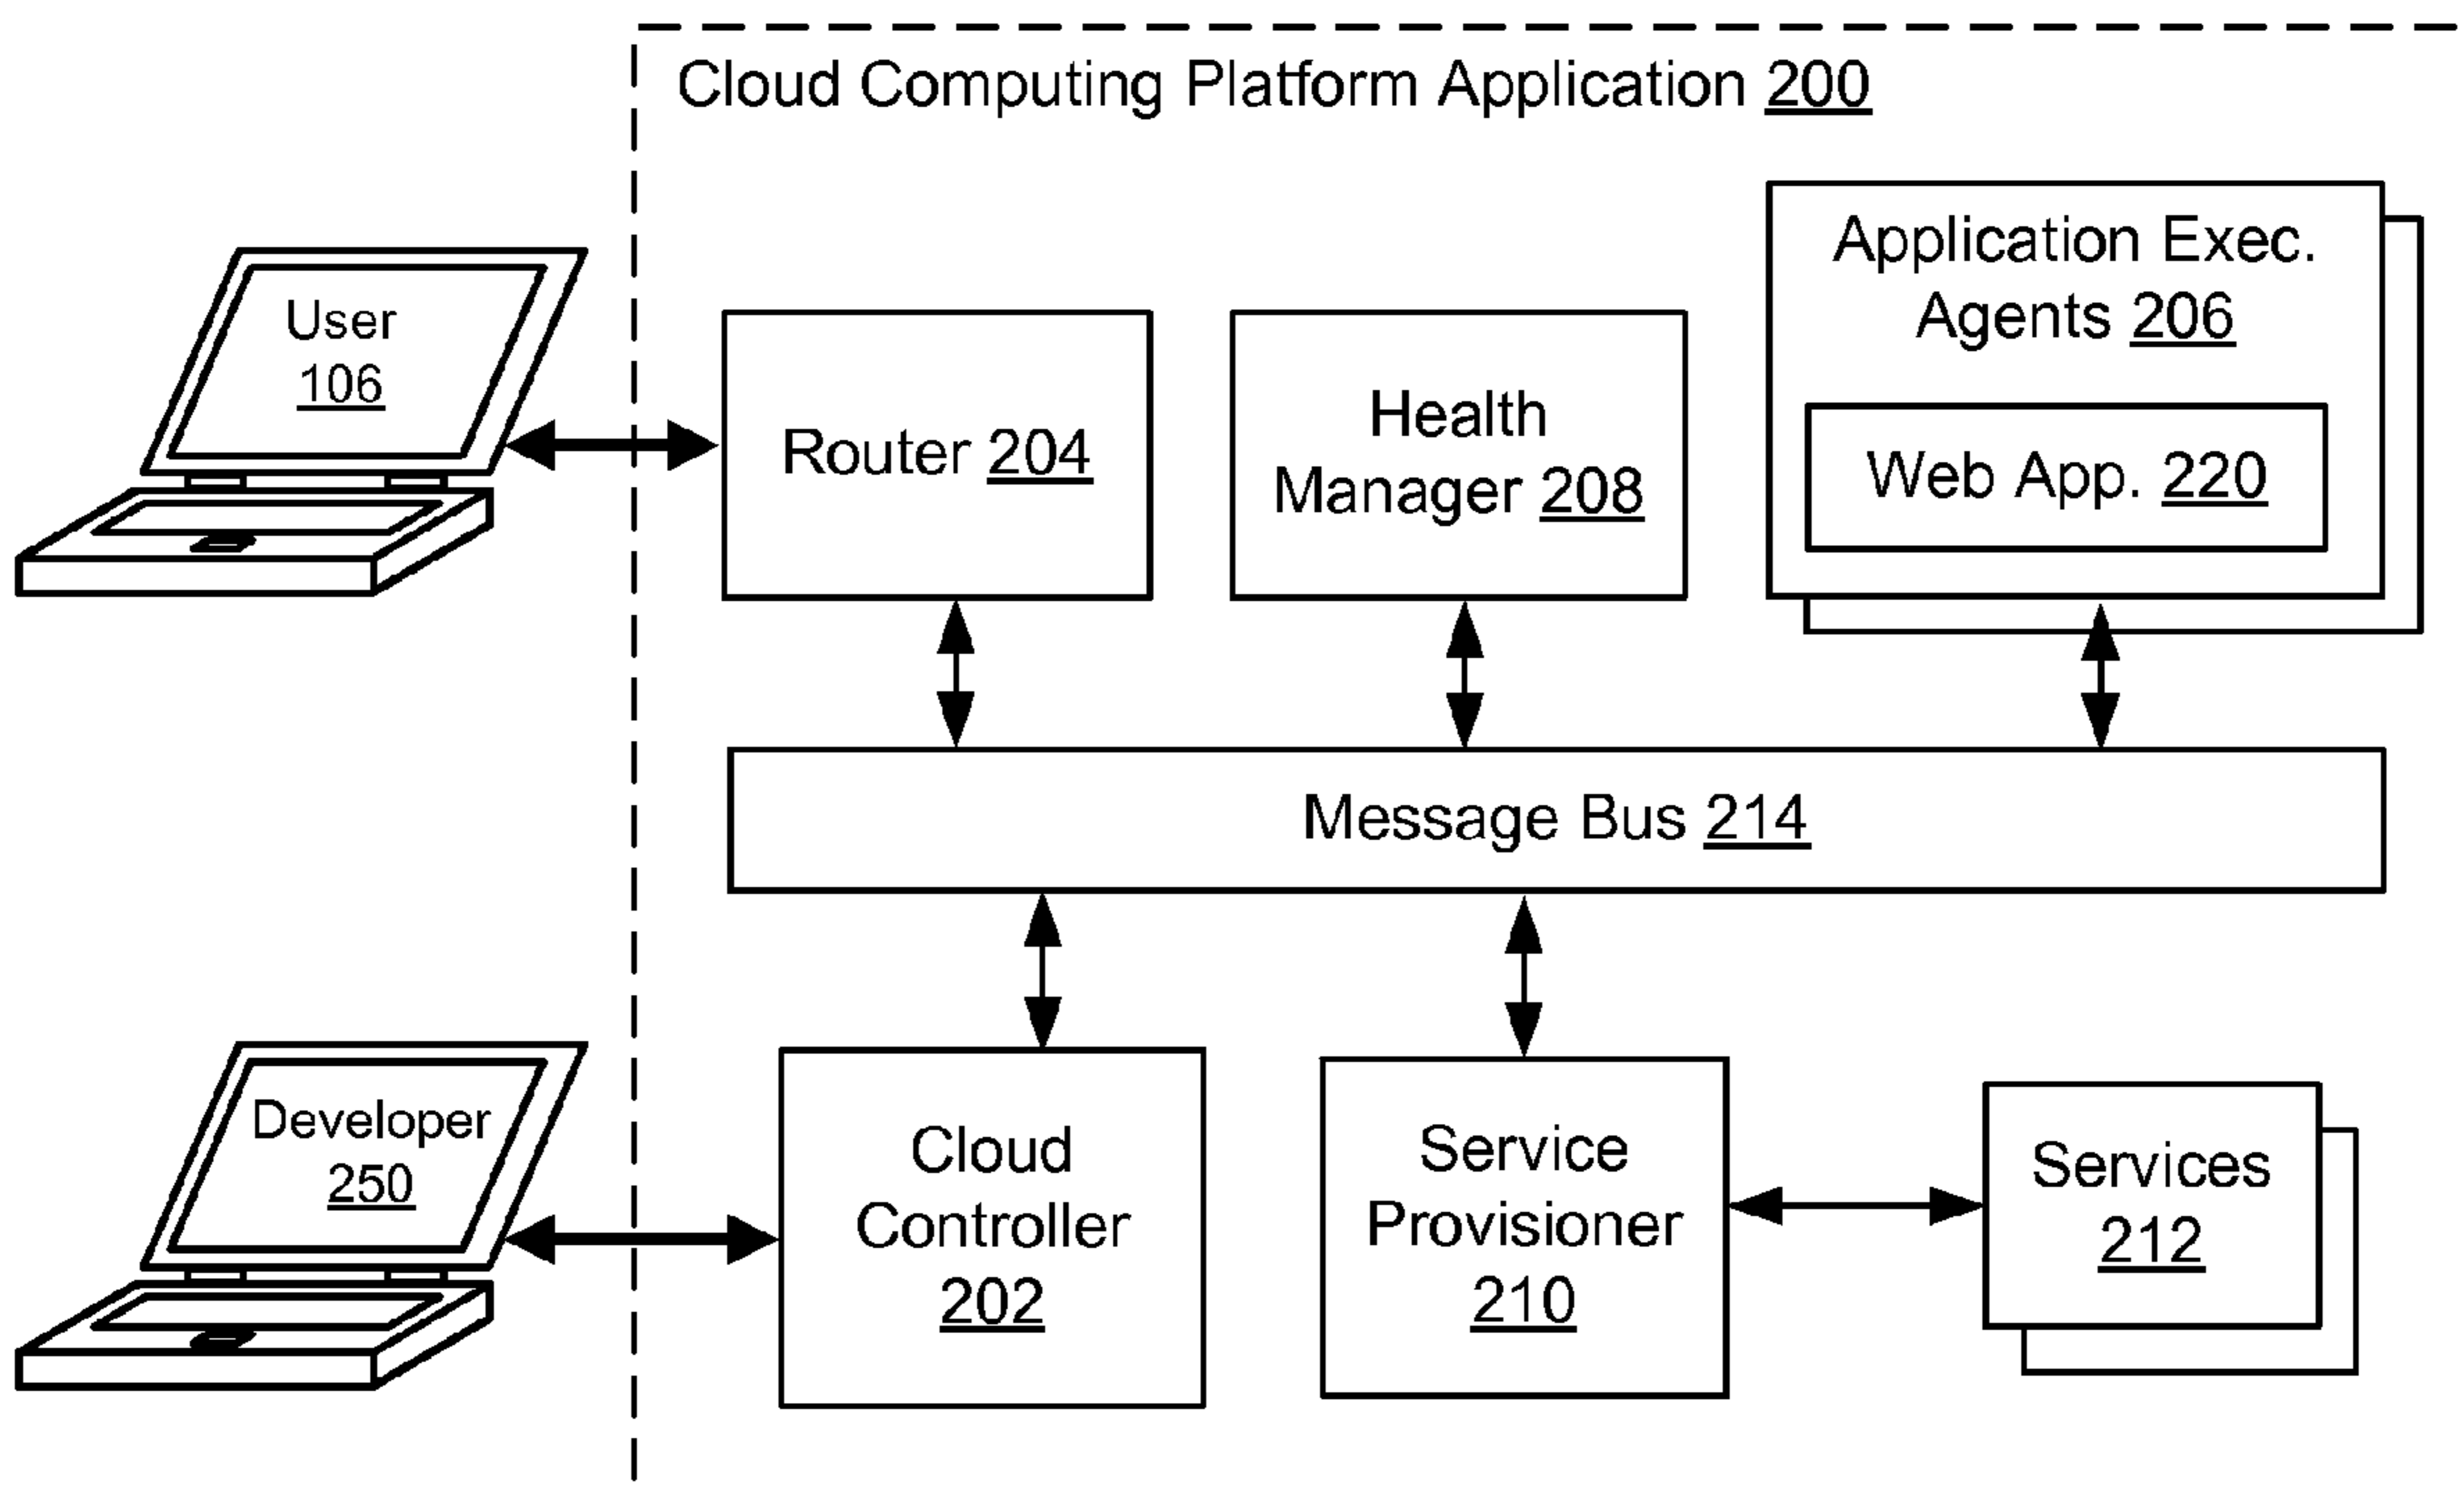 Cloud Computing Platform Application 200
User
106
Router 204
Health
Manager 208
Application Exec.
Agents 206
Web App. 220
Message Bus 214
Developer
250
Cloud
Controller
202
Service
Provisioner
210
Services
212